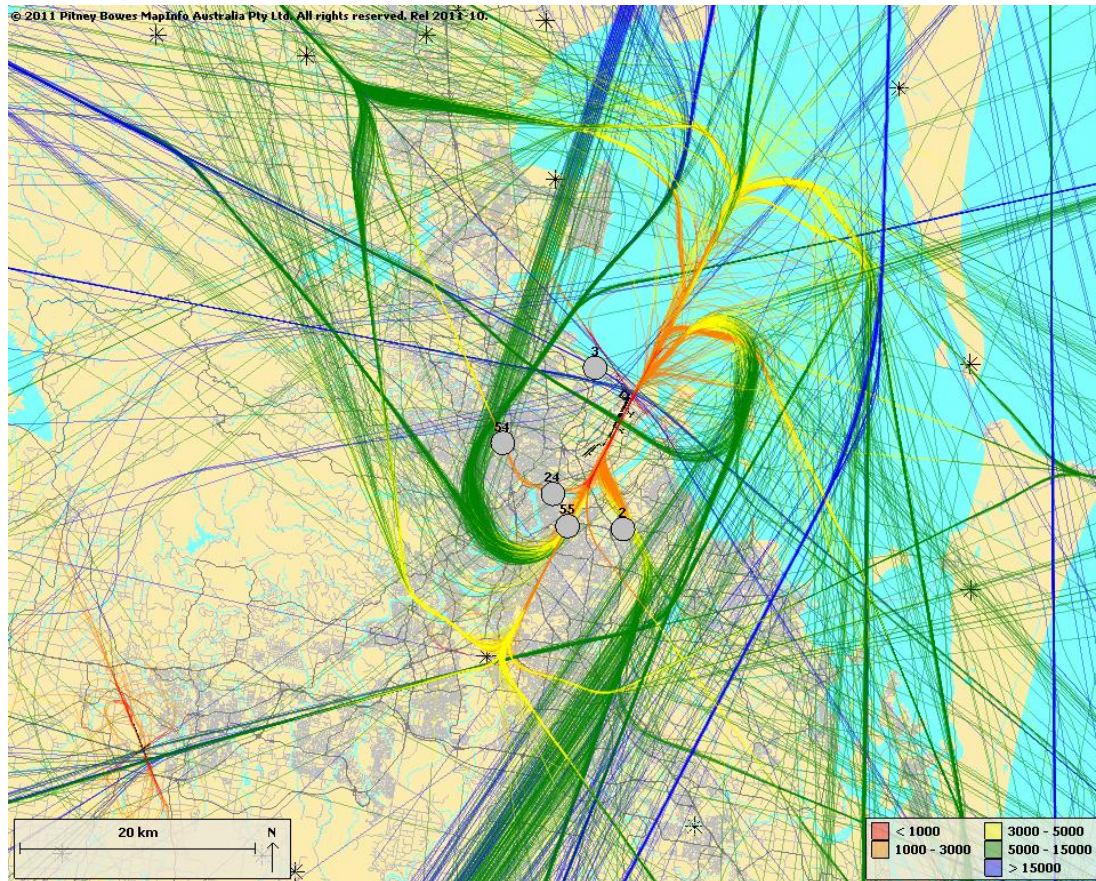 © 2011 Pitney Bowes MapInfo Australia Pty Ltd. All rights reserved. Rel 2011-10.
3
54
24
55
2
20 km
N
< 1000
3000 - 5000
1000 - 3000
5000 - 15000
> 15000